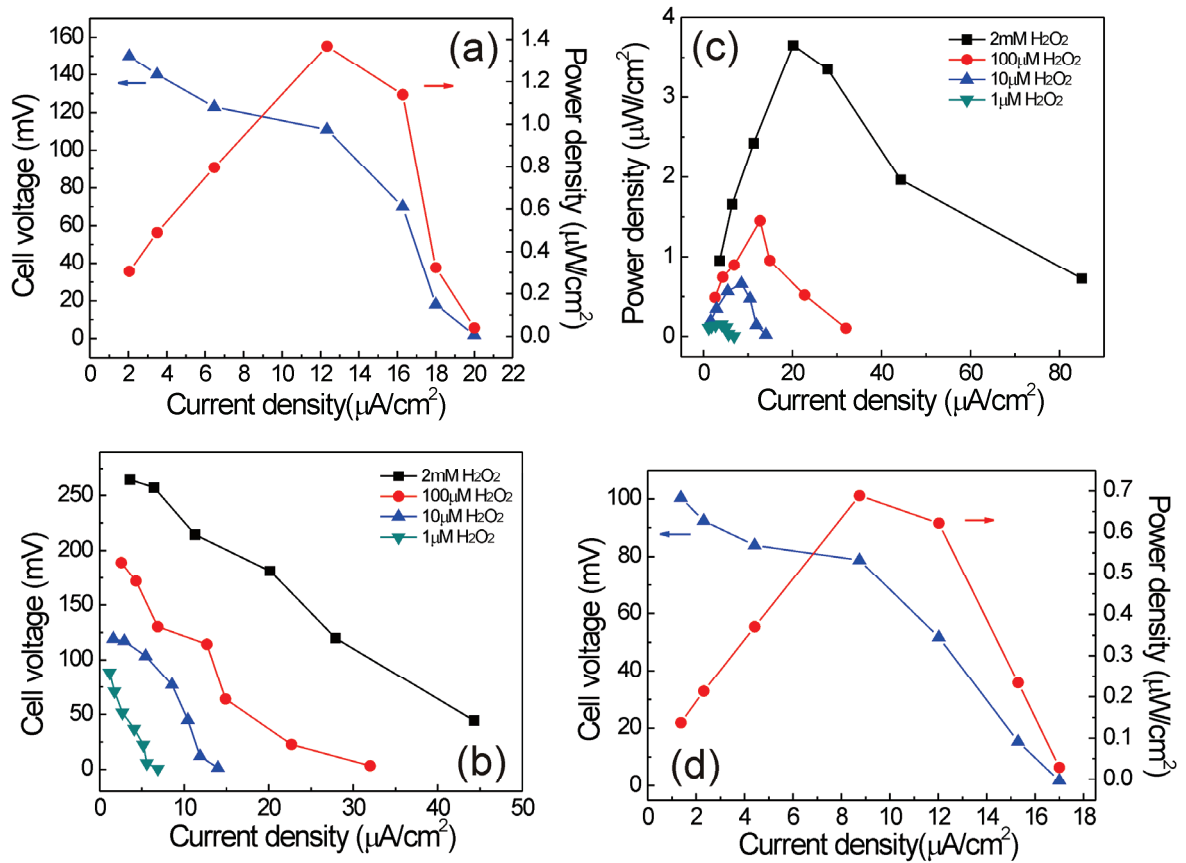 (a)
Cell voltage (mV)
160
140
120
100
80
60
40
20
0
0 2 4 6 8 10 12 14 16 18 20 22
Current density(μA/cm²)
1.4
1.2
1.0
0.8
0.6
0.4
0.2
0.0
Power density (μW/cm²)
(c)
Power density (μW/cm²)
4
3
2
1
0
0 20 40 60 80
Current density (μA/cm²)
2mM H₂O₂
100μM H₂O₂
10μM H₂O₂
1μM H₂O₂
(b)
Cell voltage (mV)
250
200
150
100
50
0
0 10 20 30 40 50
Current density (μA/cm²)
2mM H₂O₂
100μM H₂O₂
10μM H₂O₂
1μM H₂O₂
(d)
Cell voltage (mV)
100
80
60
40
20
0
0 2 4 6 8 10 12 14 16 18
Current density(μA/cm²)
0.7
0.6
0.5
0.4
0.3
0.2
0.1
0.0
Power density (μW/cm²)